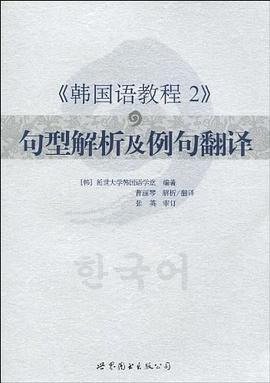 《韩国语教程 2》
句型解析及例句翻译
［韩］延世大学韩国语学堂 编著
曹丽琴 解析/翻译
张英 审订
한국어
世界图书出版公司